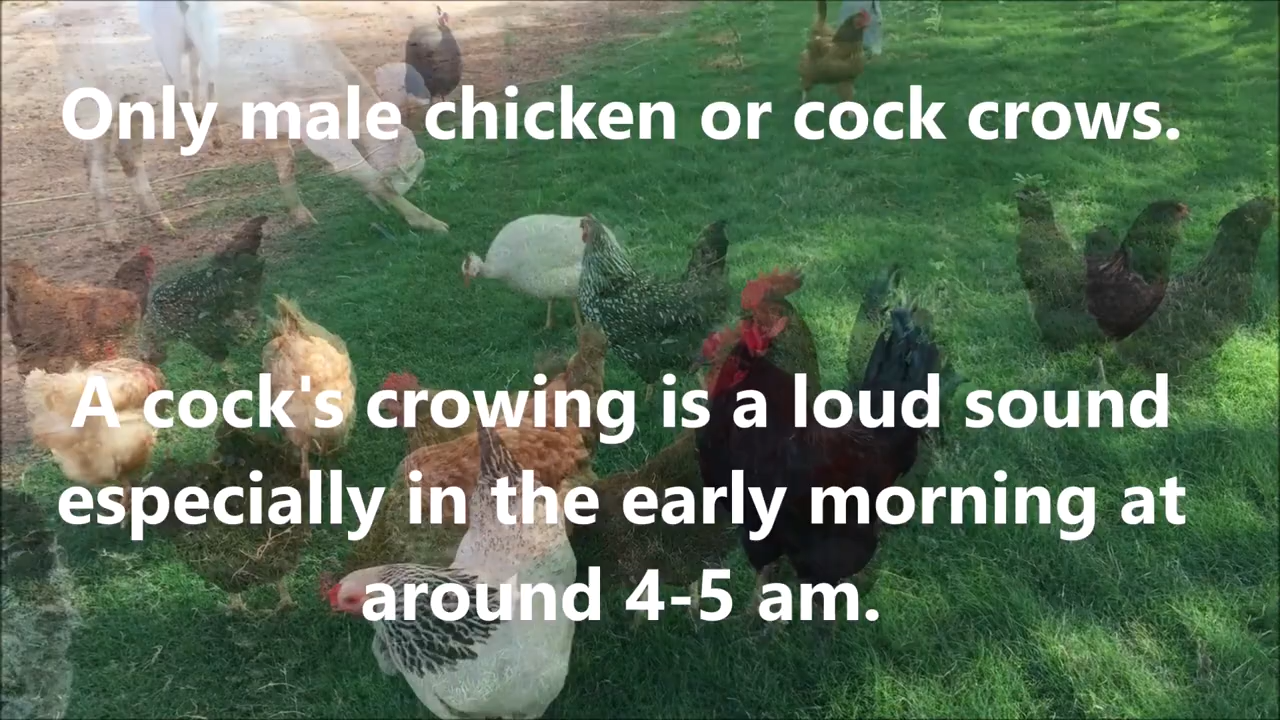 Only male chicken or cock crows.
A cock's crowing is a loud sound
especially in the early morning at
around 4-5 am.